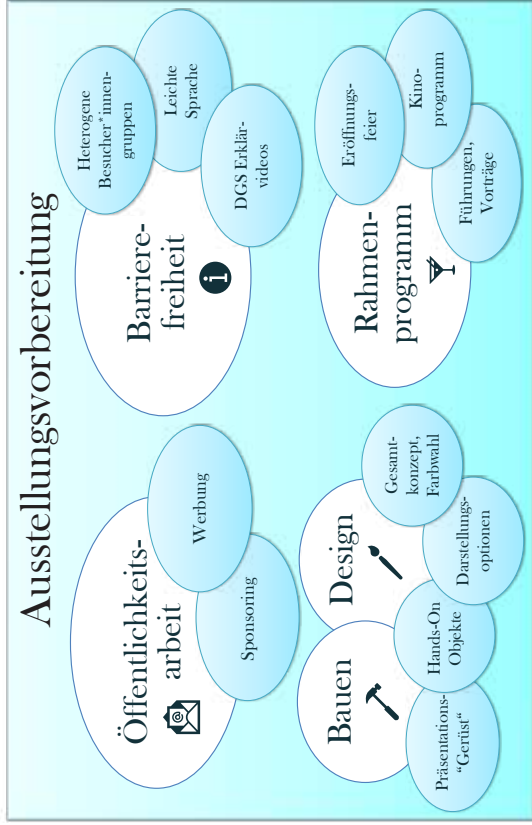 Ausstellungsvorbereitung
Öffentlichkeits-
arbeit
Sponsoring
Werbung
Barriere-
freiheit
Heterogene
Besucher*innen-
gruppen
Leichte
Sprache
DGS Erklär-
videos
Bauen
Präsentations-
“Gerüst“
Hands-On
Objekte
Design
Darstellungs-
optionen
Gesamt-
konzept,
Farbwahl
Rahmen-
programm
Eröffnungs-
feier
Kino-
programm
Führungen,
Vorträge